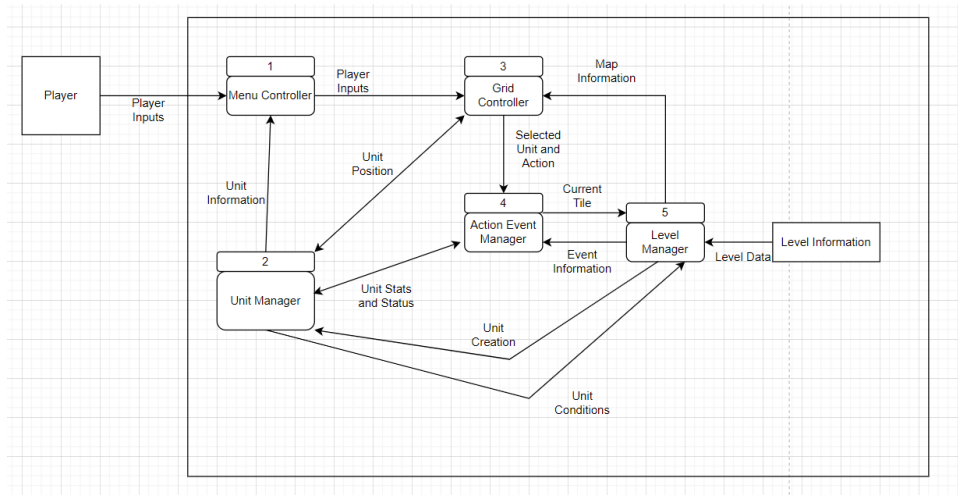 Player
Player
Inputs
1
Menu Controller
Player
Inputs
3
Grid
Controller
Map
Information
Unit
Position
Selected
Unit and
Action
Unit
Information
Current
Tile
4
Action Event
Manager
5
Level
Manager
Level Information
Level Data
Event
Information
2
Unit Manager
Unit Stats
and Status
Unit
Creation
Unit
Conditions